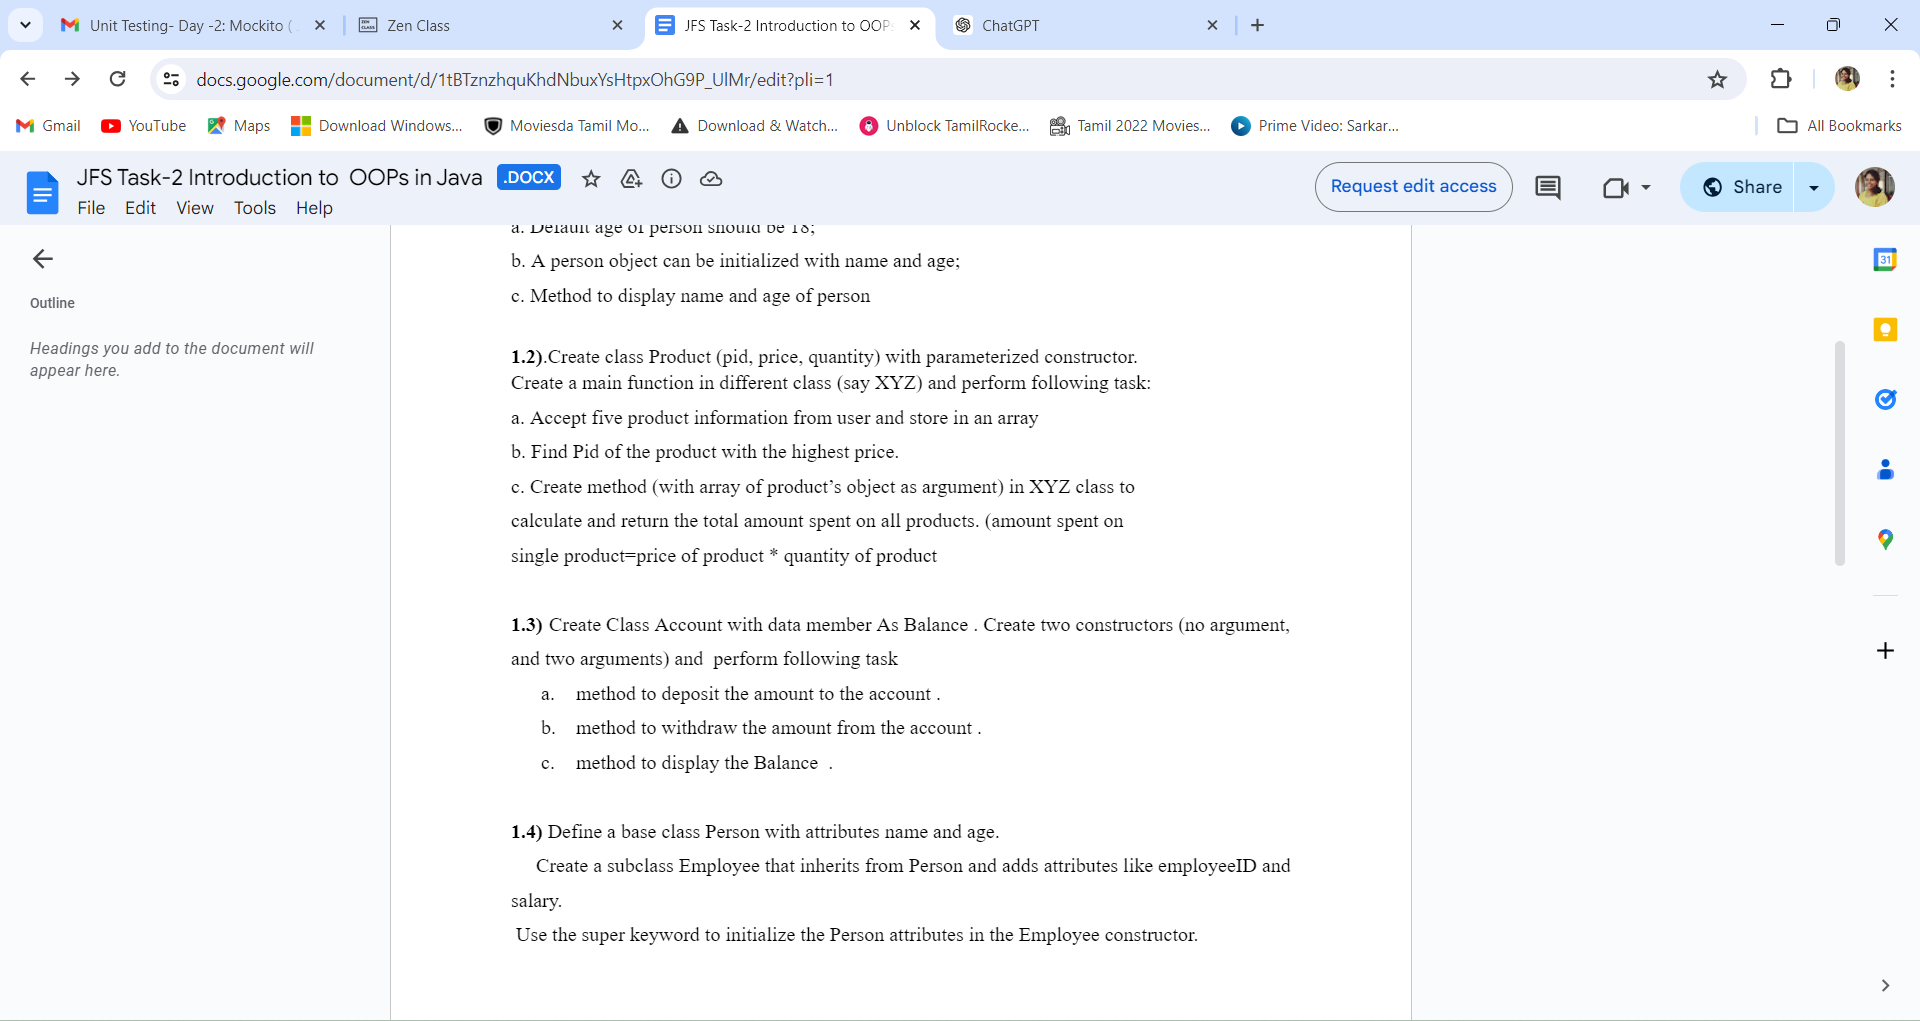 Unit Testing- Day -2: Mockito (
Zen Class
JFS Task-2 Introduction to OOPs
ChatGPT
docs.google.com/document/d/1tBTznzhquKhdNbuxYsHtpxOhG9P_UlMr/edit?pli=1
Gmail
YouTube
Maps
Download Windows...
Moviesda Tamil Mo...
Download & Watch...
Unblock TamilRocke...
Tamil 2022 Movies...
Prime Video: Sarkar...
All Bookmarks
JFS Task-2 Introduction to OOPs in Java
.DOCX
Request edit access
Share
File Edit View Tools Help
Outline
Headings you add to the document will
appear here.
a. Default age of person should be 18;
b. A person object can be initialized with name and age;
c. Method to display name and age of person
1.2).Create class Product (pid, price, quantity) with parameterized constructor.
Create a main function in different class (say XYZ) and perform following task:
a. Accept five product information from user and store in an array
b. Find Pid of the product with the highest price.
c. Create method (with array of product’s object as argument) in XYZ class to
calculate and return the total amount spent on all products. (amount spent on
single product=price of product * quantity of product
1.3) Create Class Account with data member As Balance . Create two constructors (no argument,
and two arguments) and perform following task
a. method to deposit the amount to the account .
b. method to withdraw the amount from the account .
c. method to display the Balance .
1.4) Define a base class Person with attributes name and age.
Create a subclass Employee that inherits from Person and adds attributes like employeeID and
salary.
Use the super keyword to initialize the Person attributes in the Employee constructor.
31